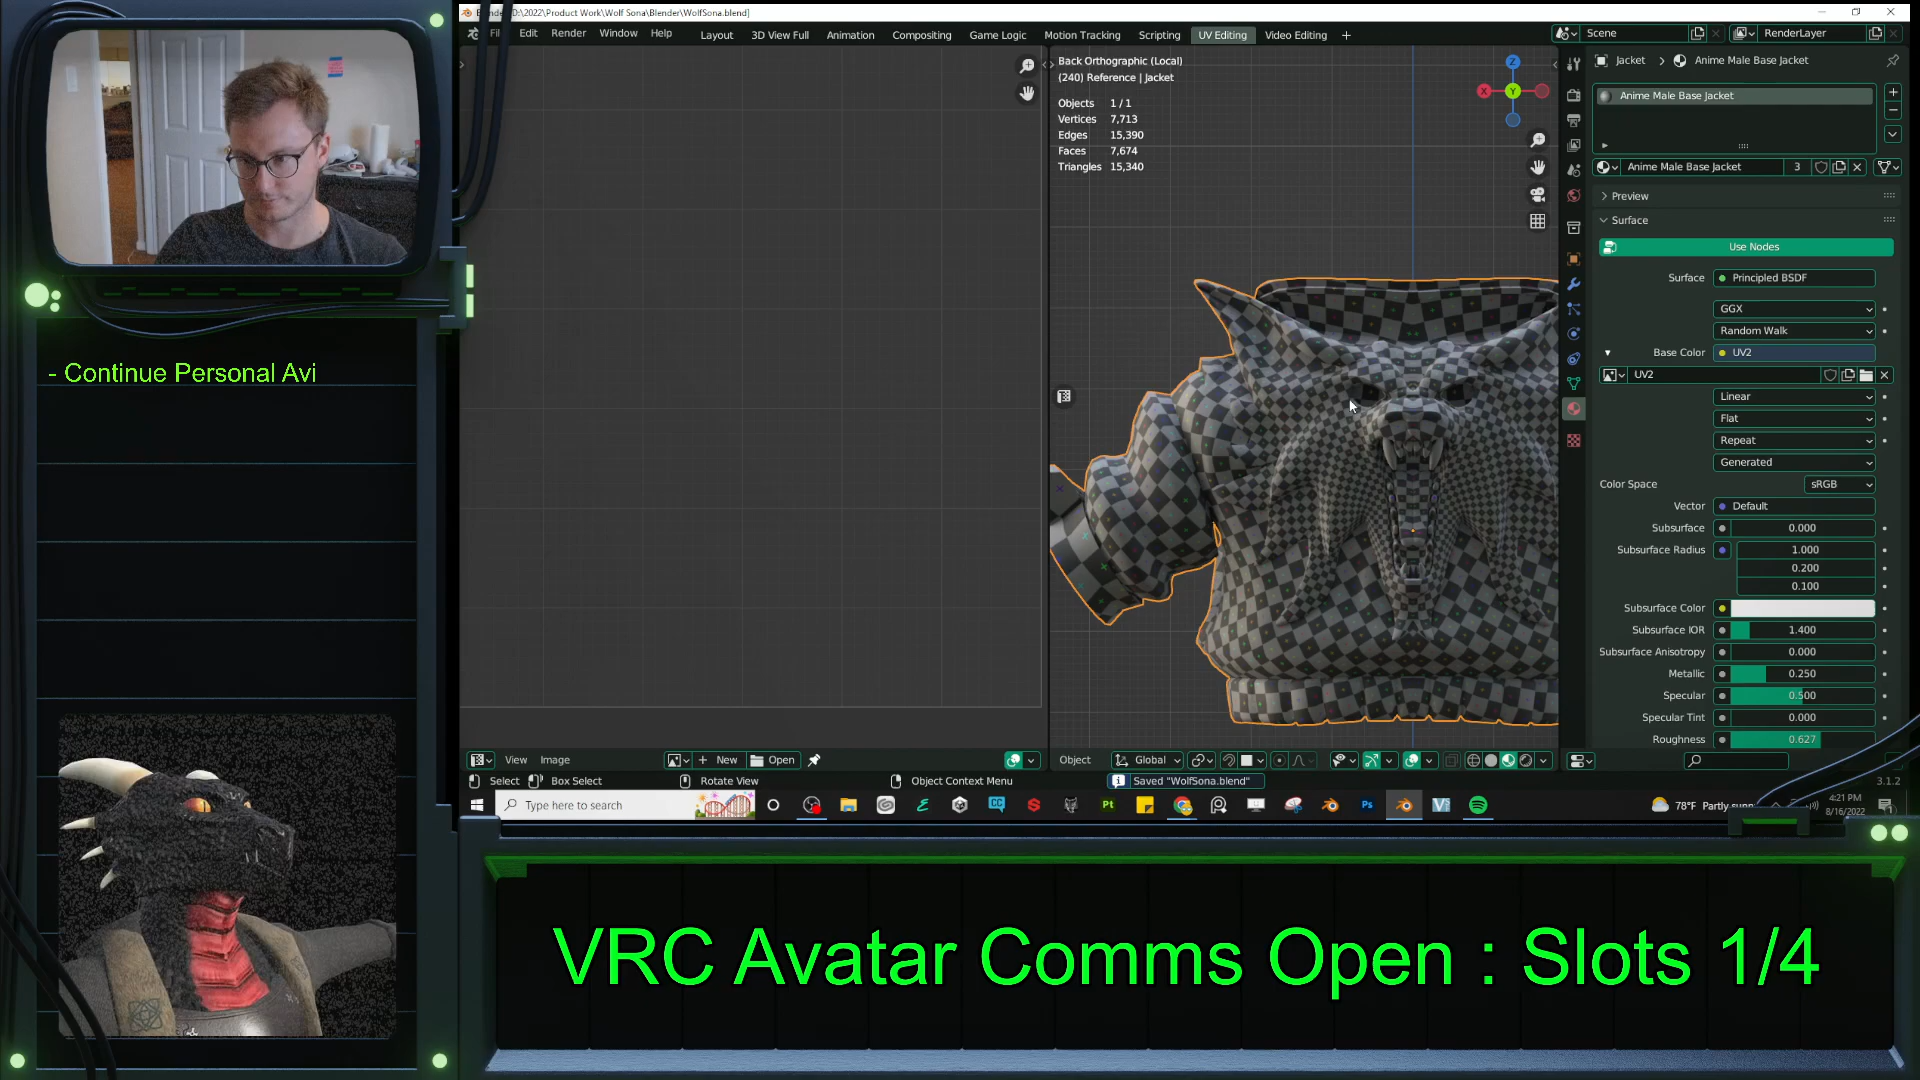 Blender [D:\2022\Product Work\Wolf Sona\Blender\WolfSona.blend]
Edit Render Window Help Layout 3D View Full Animation Compositing Game Logic Motion Tracking Scripting UV Editing Video Editing +
Scene
RenderLayer
Back Orthographic (Local)
(240) Reference | Jacket
Objects 1 / 1
Vertices 7,713
Edges 15,390
Faces 7,674
Triangles 15,340
Z
X
Y
Jacket > Anime Male Base Jacket
Anime Male Base Jacket
Anime Male Base Jacket 3
Preview
Surface
Use Nodes
Surface Principled BSDF
GGX
Random Walk
Base Color UV2
UV2
Linear
Flat
Repeat
Generated
Color Space sRGB
Vector Default
Subsurface 0.000
Subsurface Radius 1.000
0.200
0.100
Subsurface Color
Subsurface IOR 1.400
Subsurface Anisotropy 0.000
Metallic 0.250
Specular 0.500
Specular Tint 0.000
Roughness 0.627
- Continue Personal Avi
View Image + New Open
Object Global
Select Box Select Rotate View Object Context Menu Saved "WolfSona.blend" 3.1.2
Type here to search
78°F Partly sunny
4:21 PM
8/16/2022
VRC Avatar Comms Open : Slots 1/4